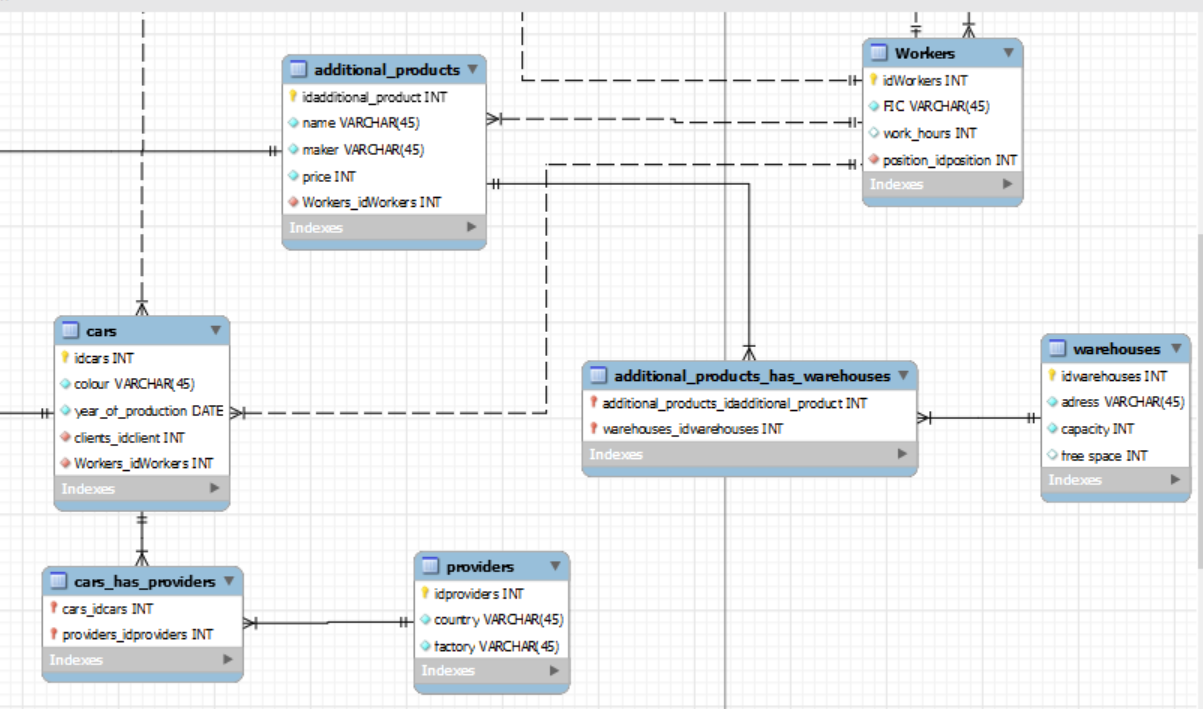 additional_products
idadditional_product INT
name VARCHAR(45)
maker VARCHAR(45)
price INT
Workers_idWorkers INT
Indexes
Workers
idWorkers INT
FIC VARCHAR(45)
work_hours INT
position_idposition INT
Indexes
cars
idcars INT
colour VARCHAR(45)
year_of_production DATE
clients_idclient INT
Workers_idWorkers INT
Indexes
additional_products_has_warehouses
additional_products_idadditional_product INT
warehouses_idwarehouses INT
Indexes
warehouses
idwarehouses INT
adress VARCHAR(45)
capacity INT
free space INT
Indexes
cars_has_providers
cars_idcars INT
providers_idproviders INT
Indexes
providers
idproviders INT
country VARCHAR(45)
factory VARCHAR(45)
Indexes